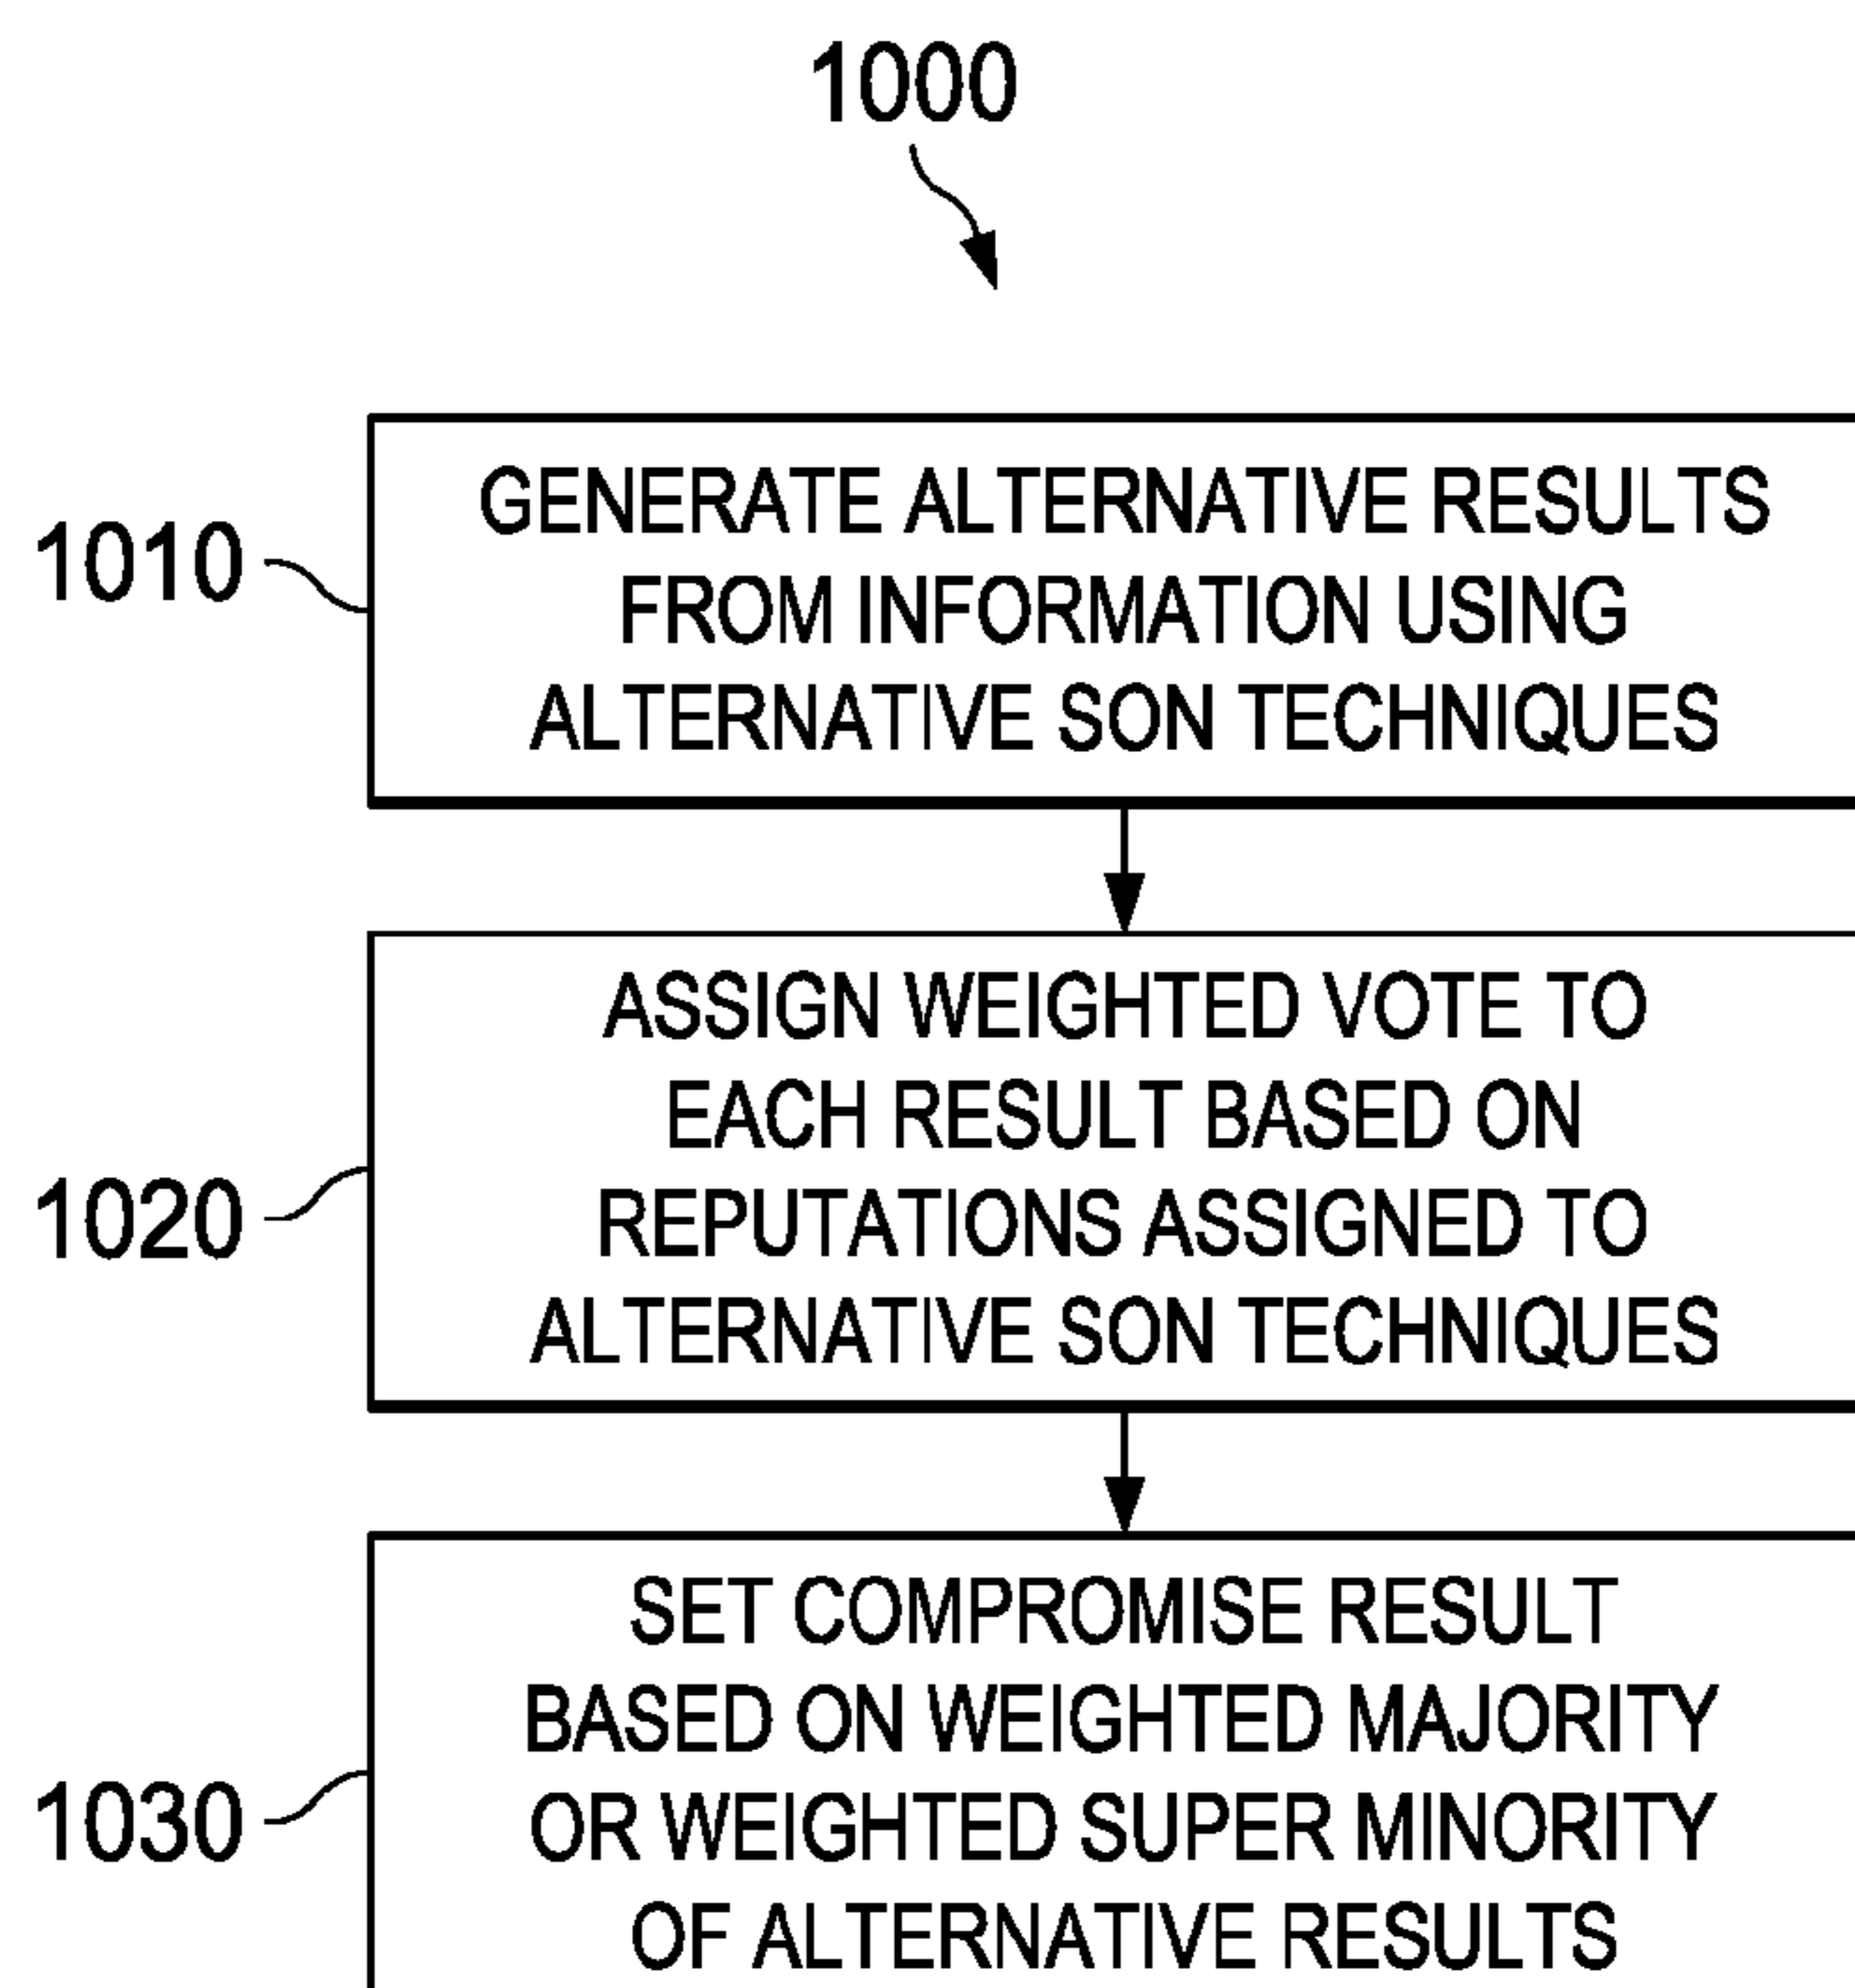 1000
1010
GENERATE ALTERNATIVE RESULTS
FROM INFORMATION USING
ALTERNATIVE SON TECHNIQUES
1020
ASSIGN WEIGHTED VOTE TO
EACH RESULT BASED ON
REPUTATIONS ASSIGNED TO
ALTERNATIVE SON TECHNIQUES
1030
SET COMPROMISE RESULT
BASED ON WEIGHTED MAJORITY
OR WEIGHTED SUPER MINORITY
OF ALTERNATIVE RESULTS